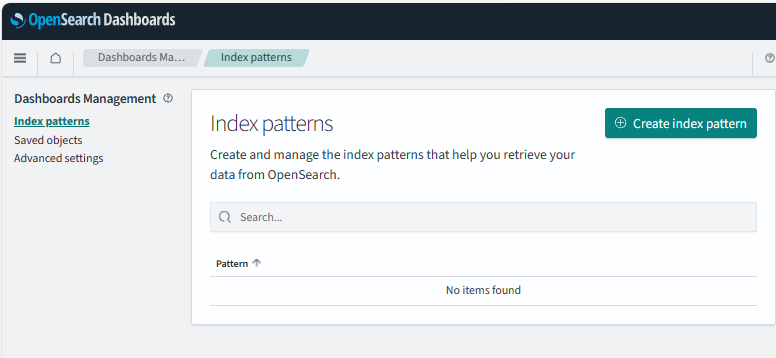 OpenSearch Dashboards
Dashboards Ma...
Index patterns
Dashboards Management
Index patterns
Saved objects
Advanced settings
Index patterns
Create index pattern
Create and manage the index patterns that help you retrieve your
data from OpenSearch.
Search...
Pattern
No items found